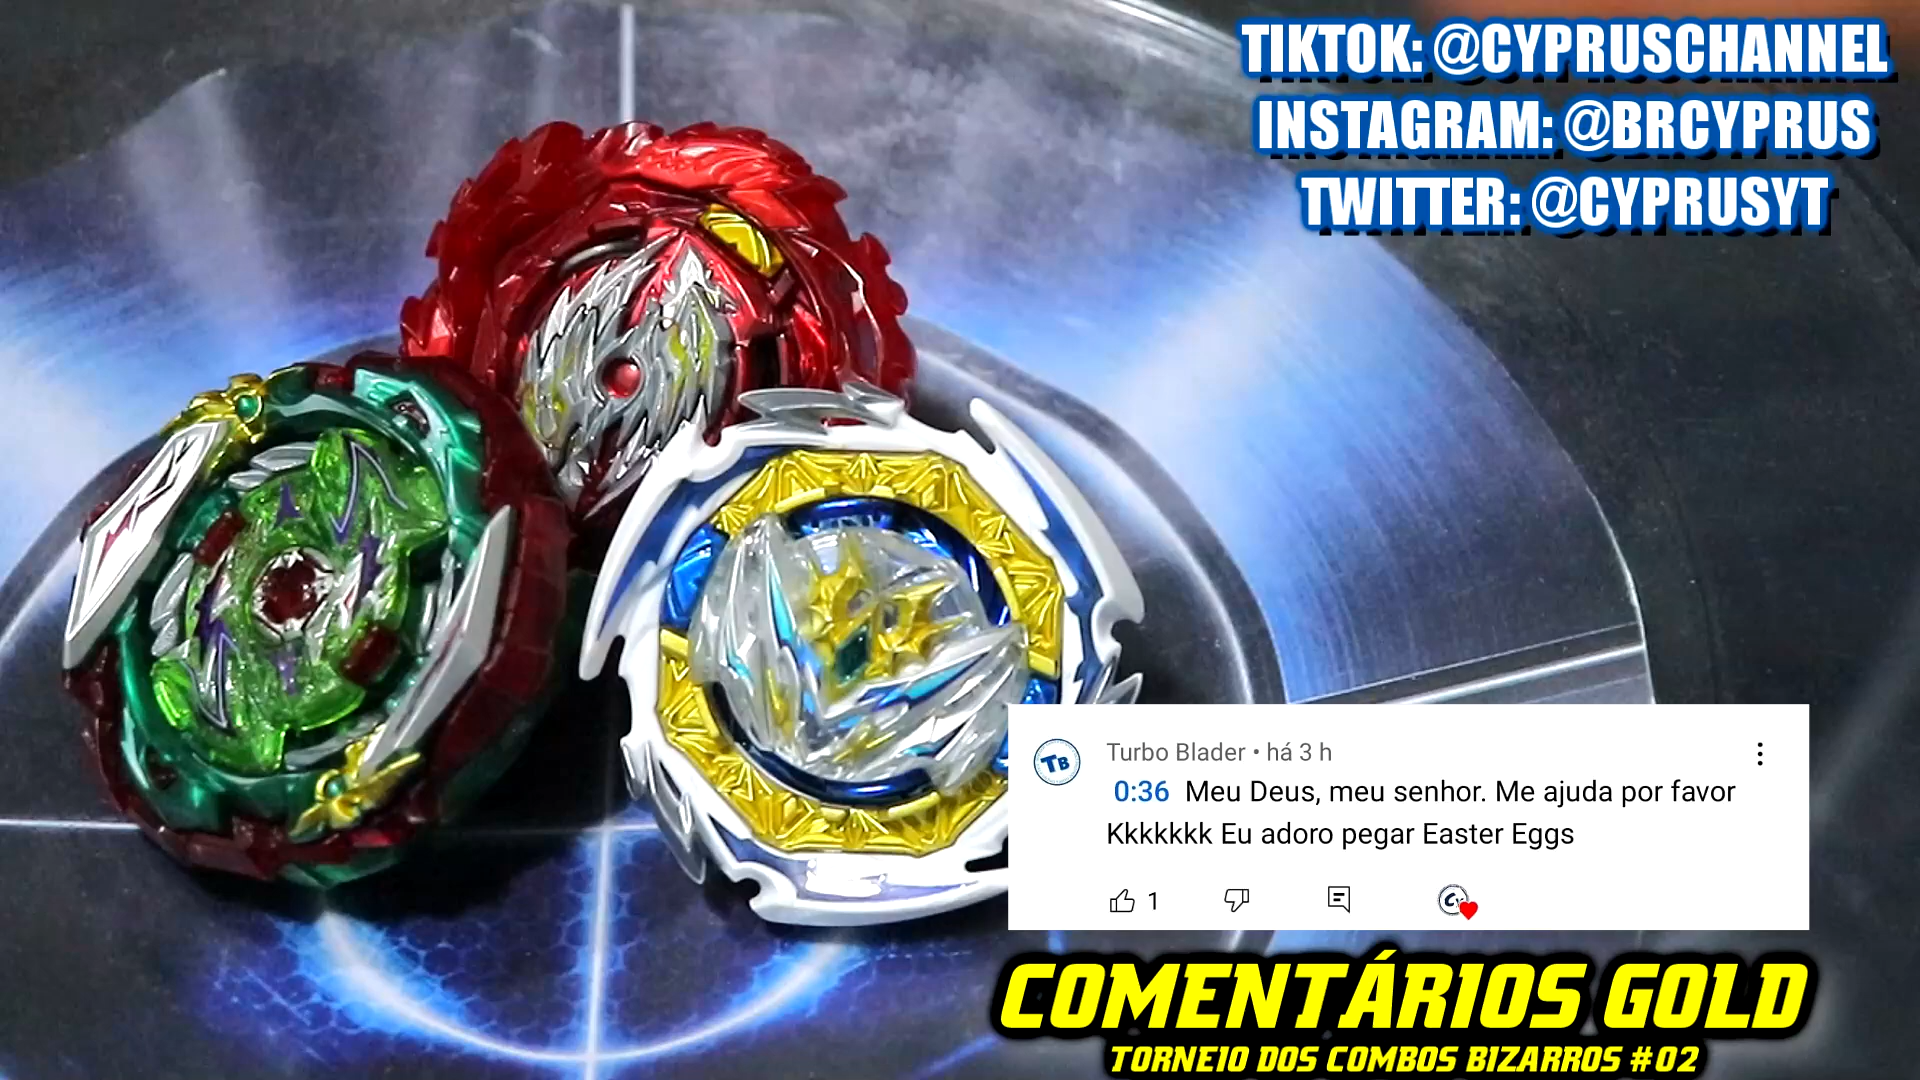 TIKTOK: @CYPRUSCHANNEL
INSTAGRAM: @BRCYPRUS
TWITTER: @CYPRUSYT
TB
Turbo Blader • há 3 h
0:36 Meu Deus, meu senhor. Me ajuda por favor
Kkkkkkk Eu adoro pegar Easter Eggs
1
COMENTÁRIOS GOLD
TORNEIO DOS COMBOS BIZARROS #02